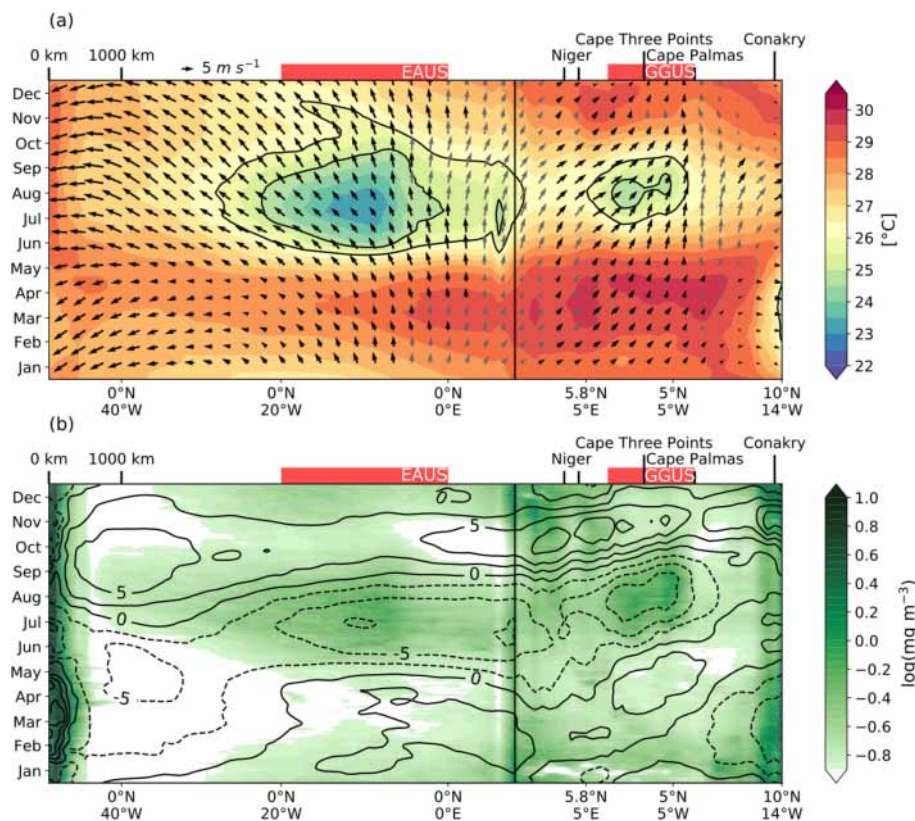 (a)
Cape Three Points Conakry
0 km 1000 km 5 m s⁻¹ Niger Cape Palmas
EAUS GGUS
Dec
Nov
Oct
Sep
Aug
Jul
Jun
May
Apr
Mar
Feb
Jan
30
29
28
27
26
25
24
23
22
[°C]
0°N 0°N 0°N 5.8°N 5°N 10°N
40°W 20°W 0°E 5°E 5°W 14°W
(b)
Cape Three Points Conakry
0 km 1000 km Niger Cape Palmas
EAUS GGUS
Dec
Nov
Oct
Sep
Aug
Jul
Jun
May
Apr
Mar
Feb
Jan
0
5
5
0
0
-5
-5
0
1.0
0.8
0.6
0.4
0.2
0.0
−0.2
−0.4
−0.6
−0.8
log(mg m⁻³)
0°N 0°N 0°N 5.8°N 5°N 10°N
40°W 20°W 0°E 5°E 5°W 14°W